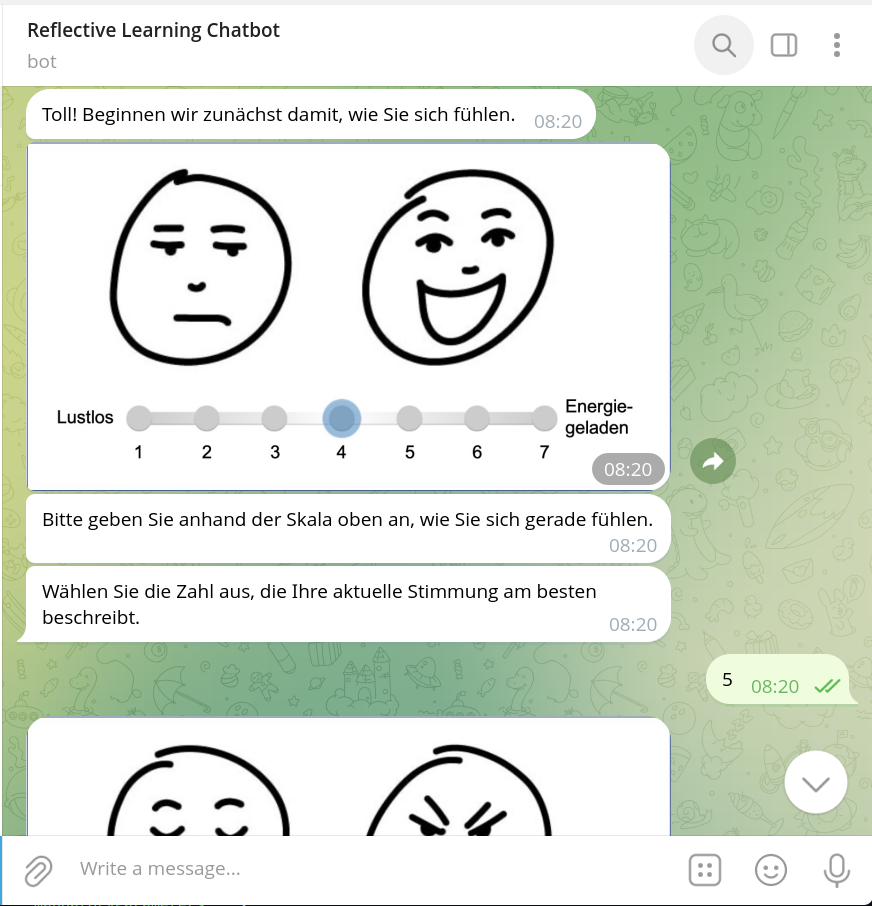 Reflective Learning Chatbot
bot
Toll! Beginnen wir zunächst damit, wie Sie sich fühlen. 08:20
Lustlos
Energie-
geladen
1 2 3 4 5 6 7
08:20
Bitte geben Sie anhand der Skala oben an, wie Sie sich gerade fühlen.
08:20
Wählen Sie die Zahl aus, die Ihre aktuelle Stimmung am besten
beschreibt.
08:20
5 08:20
Write a message...